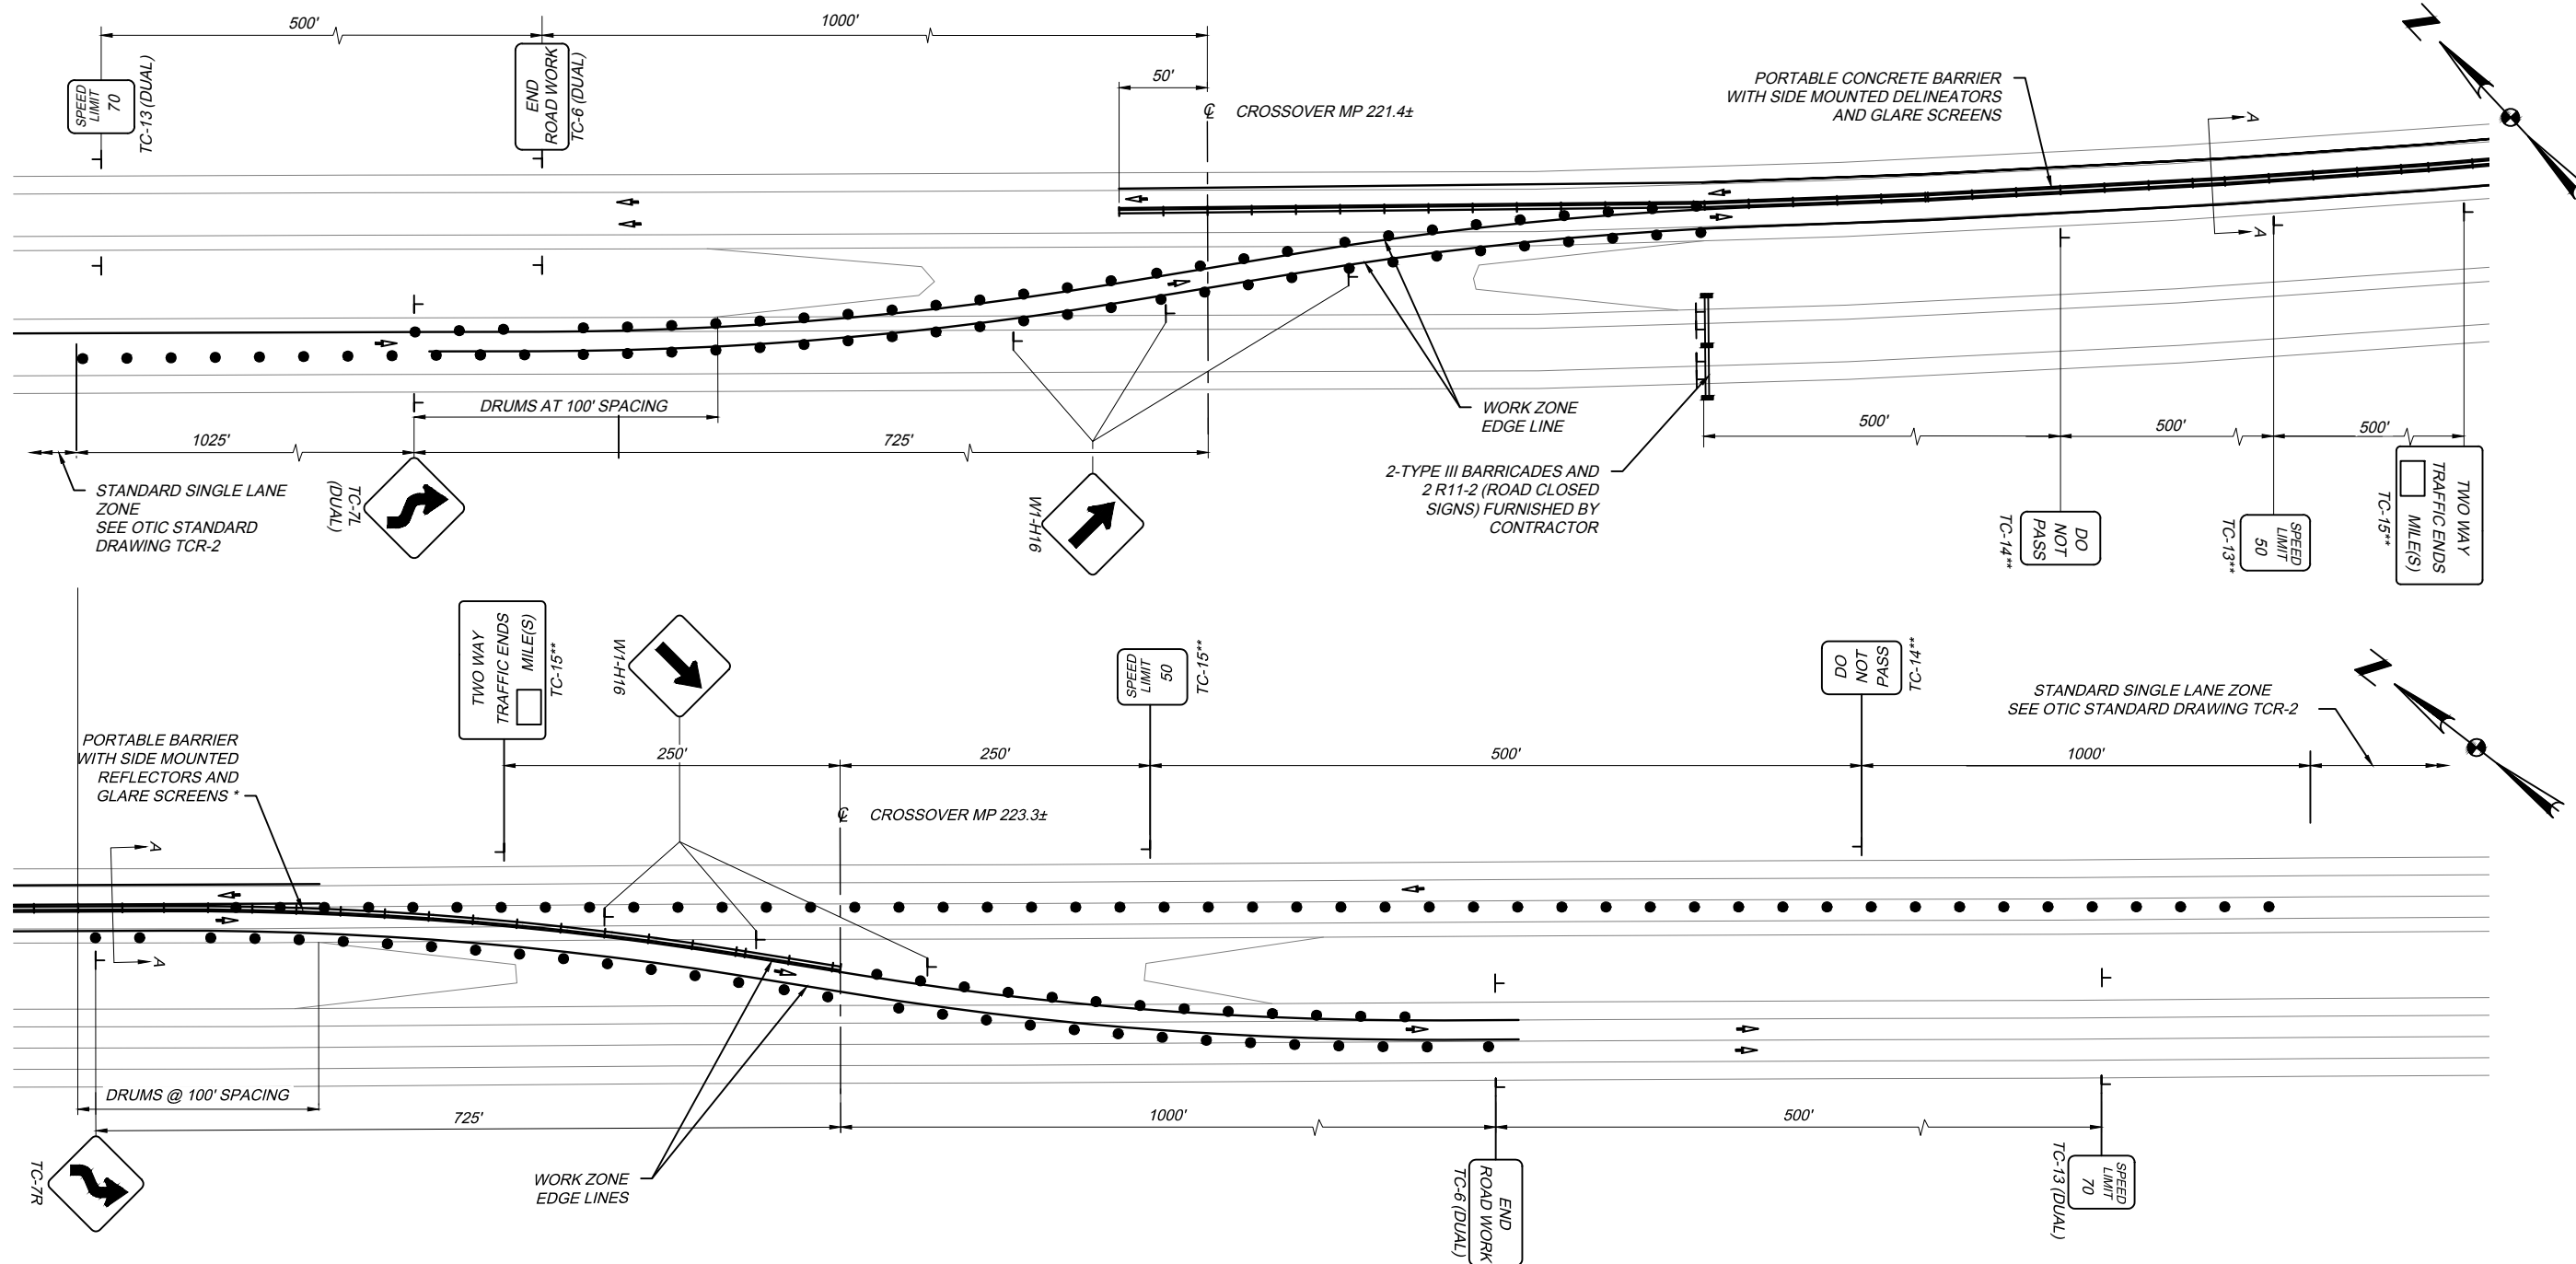 500'
1000'
SPEED
LIMIT
70
TC-13 (DUAL)
END
ROAD WORK
TC-6 (DUAL)
50'
℄ CROSSOVER MP 221.4±
PORTABLE CONCRETE BARRIER
WITH SIDE MOUNTED DELINEATORS
AND GLARE SCREENS
A
A
N
DRUMS AT 100' SPACING
1025'
725'
STANDARD SINGLE LANE
ZONE
SEE OTIC STANDARD
DRAWING TCR-2
TC-7L
(DUAL)
W1-H16
WORK ZONE
EDGE LINE
2-TYPE III BARRICADES AND
2 R11-2 (ROAD CLOSED
SIGNS) FURNISHED BY
CONTRACTOR
500'
500'
500'
DO
NOT
PASS
TC-14**
SPEED
LIMIT
50
TC-13**
TWO WAY
TRAFFIC ENDS
MILE(S)
TC-15**
TWO WAY
TRAFFIC ENDS
MILE(S)
TC-15**
W1-H16
SPEED
LIMIT
50
TC-15**
DO
NOT
PASS
TC-14**
STANDARD SINGLE LANE ZONE
SEE OTIC STANDARD DRAWING TCR-2
N
PORTABLE BARRIER
WITH SIDE MOUNTED
REFLECTORS AND
GLARE SCREENS *
250'
250'
500'
1000'
℄ CROSSOVER MP 223.3±
A
A
DRUMS @ 100' SPACING
725'
1000'
500'
TC-7R
WORK ZONE
EDGE LINES
END
ROAD WORK
TC-6 (DUAL)
SPEED
LIMIT
70
TC-13 (DUAL)